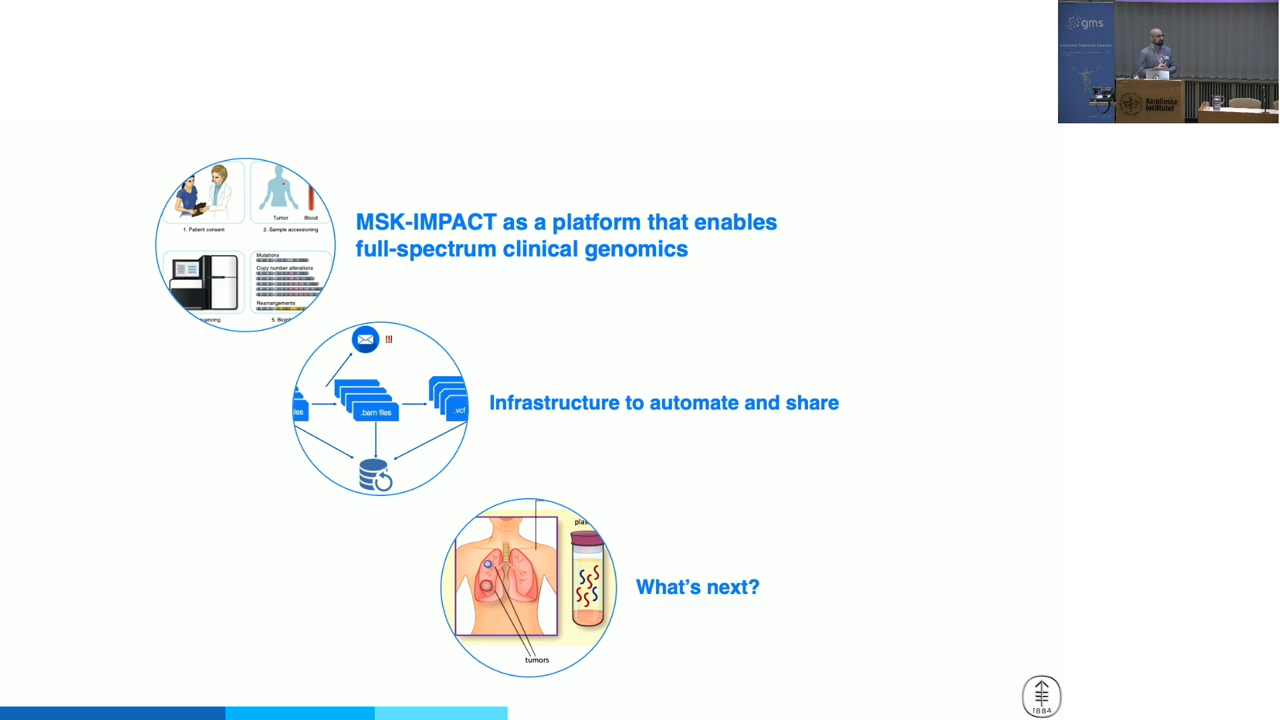 gms
Karolinska
Institutet
Tumor
Blood
1. Patient consent
2. Sample accessioning
MSK-IMPACT as a platform that enables
full-spectrum clinical genomics
Mutations
Copy number alterations
Rearrangements
!!!
les
.bam files
.vcf
Infrastructure to automate and share
plas
What's next?
tumors
1884